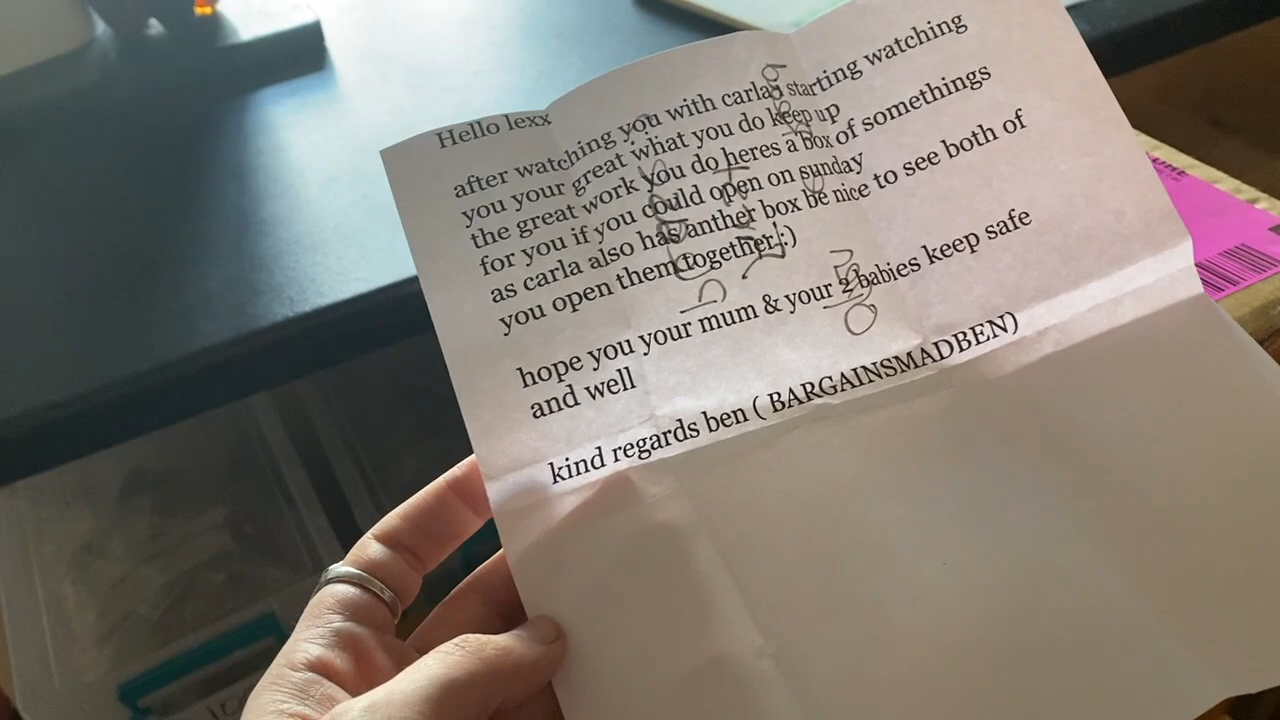 Hello lexx
after watching you with carlas starting watching
you your great what you do keep up
the great work you do heres a box of somethings
for you if you could open on sunday
as carla also has anther box be nice to see both of
you open them together :)
hope you your mum & your 2 babies keep safe
and well
kind regards ben ( BARGAINSMADBEN)